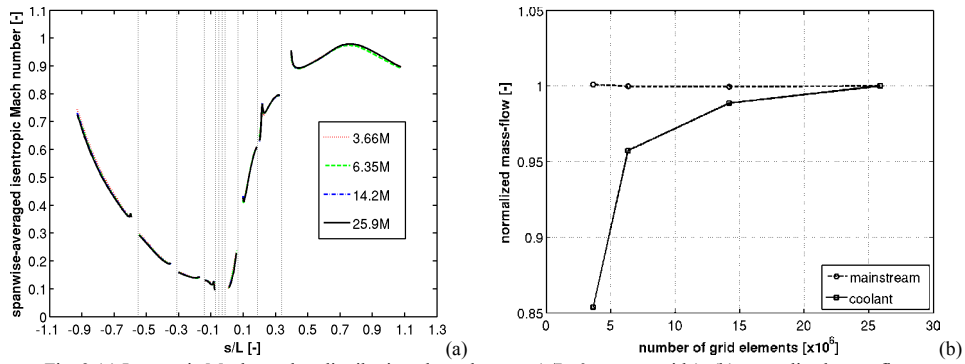 1.1
1
0.9
0.8
0.7
0.6
0.5
0.4
0.3
0.2
0.1
0
spanwise-averaged isentropic Mach number [-]
3.66M
6.35M
14.2M
25.9M
-1.1 -0.9 -0.7 -0.5 -0.3 -0.1 0.1 0.3 0.5 0.7 0.9 1.1 1.3
s/L [-]
(a)
1.05
1
0.95
0.9
0.85
normalized mass-flow [-]
mainstream
coolant
0 5 10 15 20 25 30
number of grid elements [x10^6]
(b)